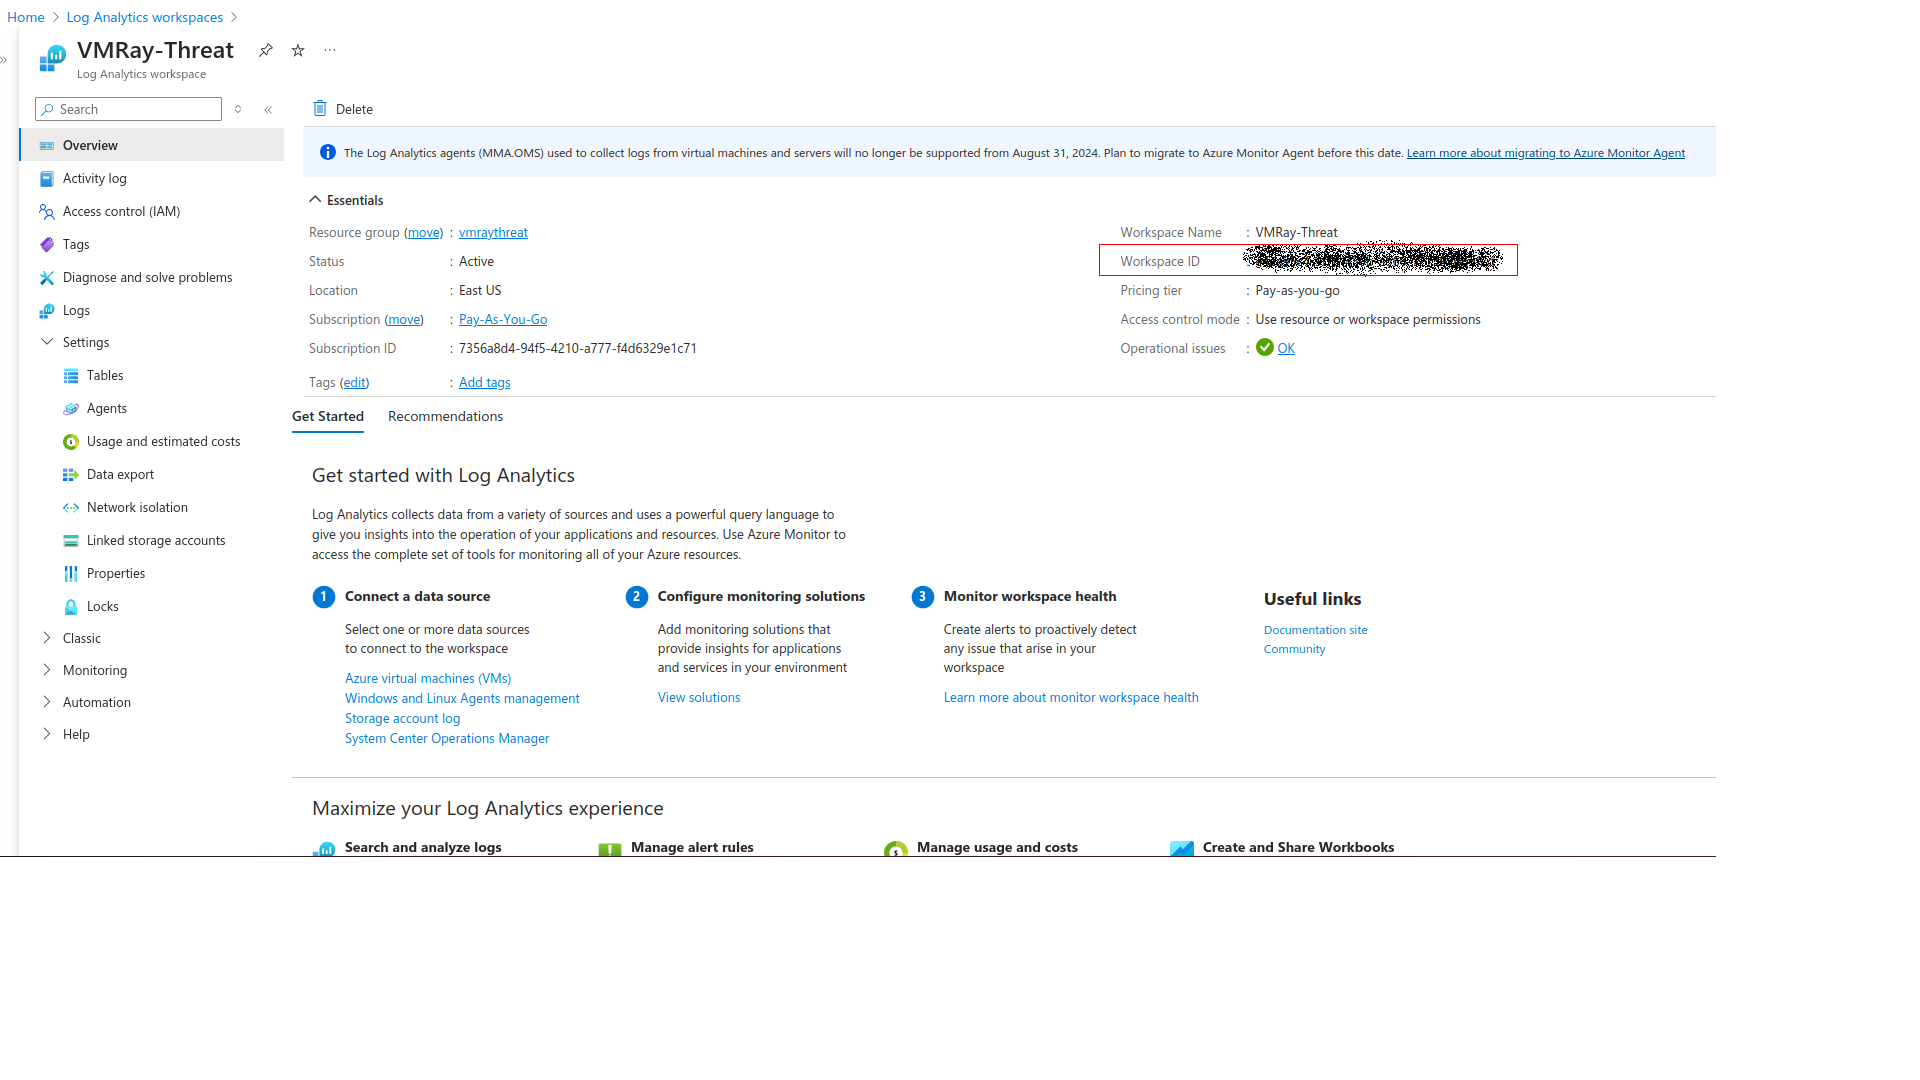 Home > Log Analytics workspaces >
VMRay-Threat
Log Analytics workspace
Search
Delete
Overview
Activity log
Access control (IAM)
Tags
Diagnose and solve problems
Logs
Settings
Tables
Agents
Usage and estimated costs
Data export
Network isolation
Linked storage accounts
Properties
Locks
Classic
Monitoring
Automation
Help
The Log Analytics agents (MMA.OMS) used to collect logs from virtual machines and servers will no longer be supported from August 31, 2024. Plan to migrate to Azure Monitor Agent before this date. Learn more about migrating to Azure Monitor Agent
Essentials
Resource group (move) : vmraythreat
Status : Active
Location : East US
Subscription (move) : Pay-As-You-Go
Subscription ID : 7356a8d4-94f5-4210-a777-f4d6329e1c71
Tags (edit) : Add tags
Workspace Name : VMRay-Threat
Workspace ID
Pricing tier : Pay-as-you-go
Access control mode : Use resource or workspace permissions
Operational issues : OK
Get Started Recommendations
Get started with Log Analytics
Log Analytics collects data from a variety of sources and uses a powerful query language to
give you insights into the operation of your applications and resources. Use Azure Monitor to
access the complete set of tools for monitoring all of your Azure resources.
1 Connect a data source
Select one or more data sources
to connect to the workspace
Azure virtual machines (VMs)
Windows and Linux Agents management
Storage account log
System Center Operations Manager
2 Configure monitoring solutions
Add monitoring solutions that
provide insights for applications
and services in your environment
View solutions
3 Monitor workspace health
Create alerts to proactively detect
any issue that arise in your
workspace
Learn more about monitor workspace health
Useful links
Documentation site
Community
Maximize your Log Analytics experience
Search and analyze logs
Manage alert rules
Manage usage and costs
Create and Share Workbooks